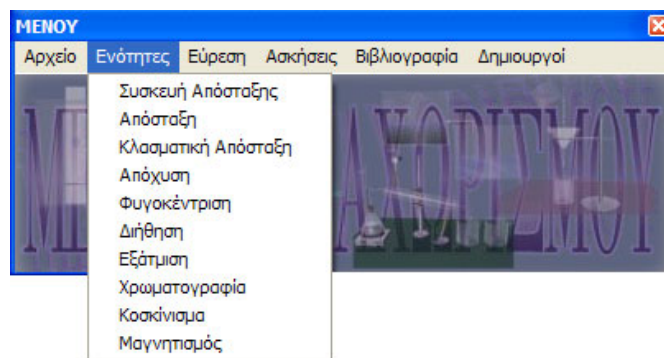 ΜΕΝΟΥ
Αρχείο Ενότητες Εύρεση Ασκήσεις Βιβλιογραφία Δημιουργοί
Συσκευή Απόσταξης
Απόσταξη
Κλασματική Απόσταξη
Απόχυση
Φυγοκέντριση
Διήθηση
Εξάτμιση
Χρωματογραφία
Κοσκίνισμα
Μαγνητισμός